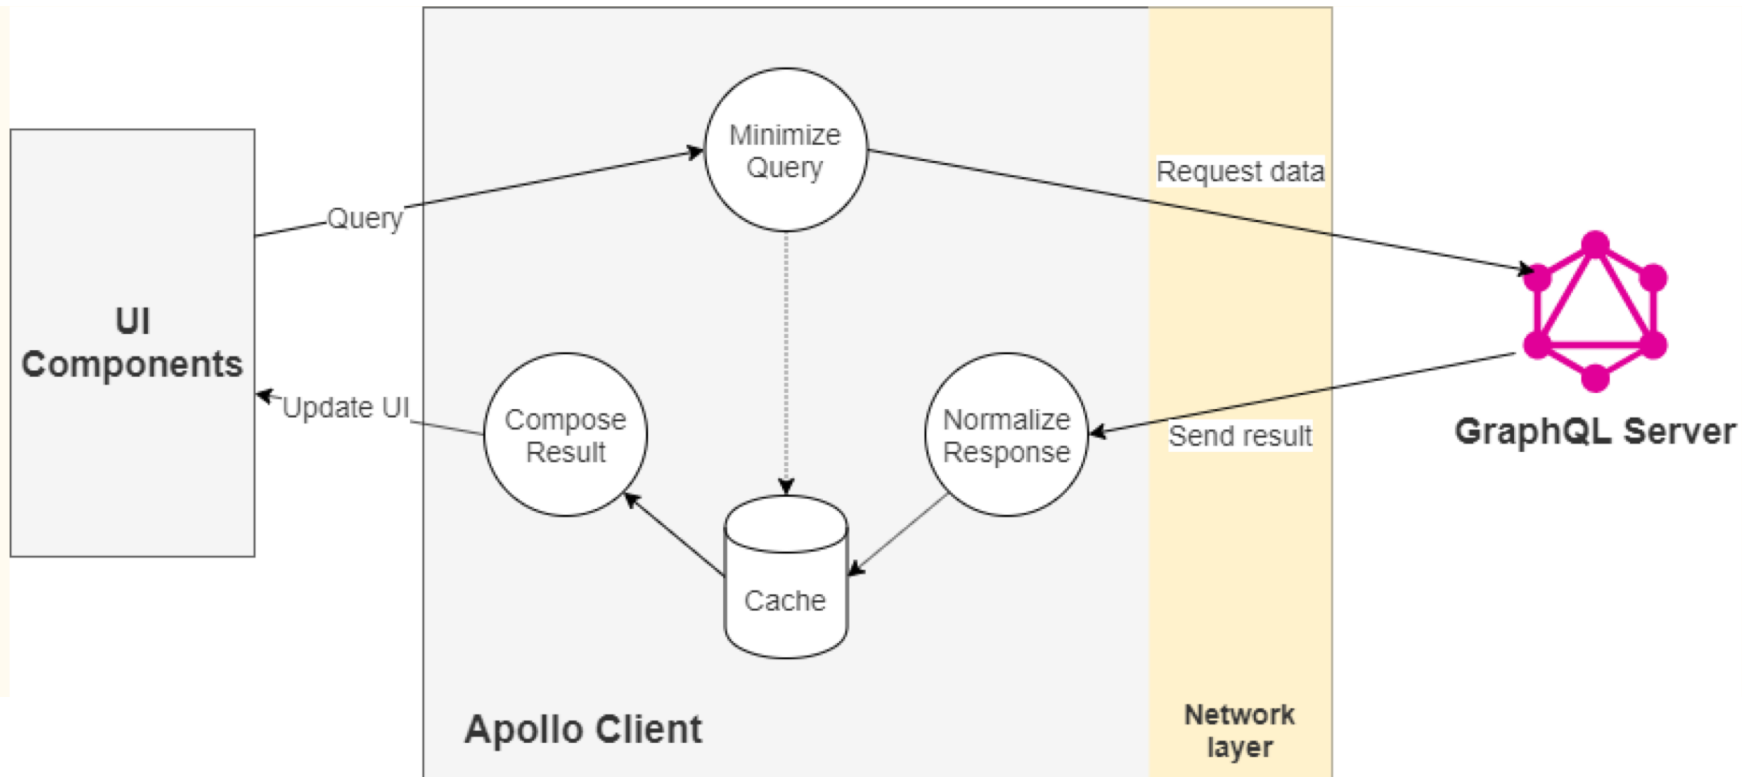 Minimize
Query
Request data
Query
UI
Components
Update UI
Compose
Result
Normalize
Response
Send result
GraphQL Server
Cache
Apollo Client
Network
layer